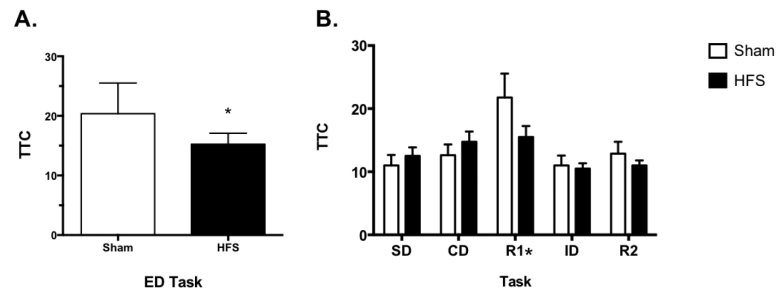 A.
TTC
30
20
10
0
*
Sham HFS
ED Task
B.
TTC
30
20
10
0
SD CD R1* ID R2
Task
Sham
HFS